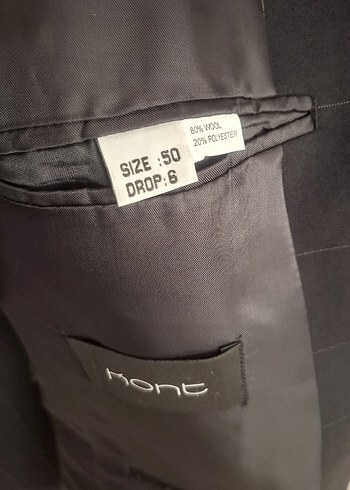 80% WOOL
20% POLYESTER
SIZE :50
DROP:6
kont